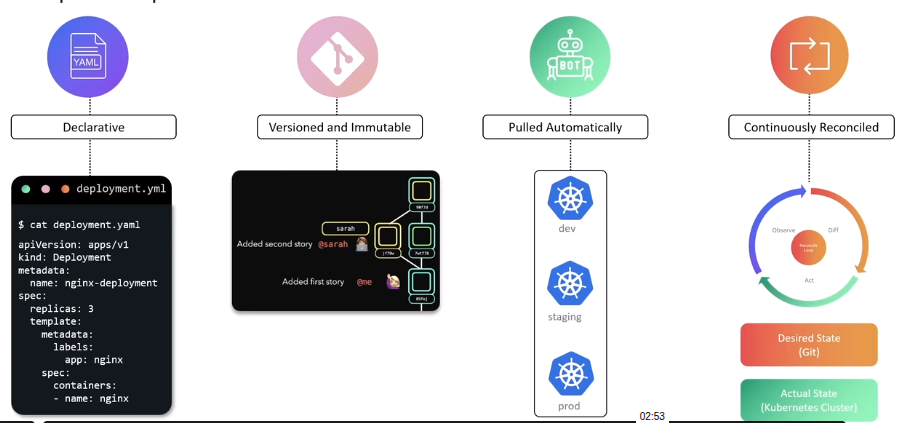 YAML
BOT
Declarative
Versioned and Immutable
Pulled Automatically
Continuously Reconciled
deployment.yml
$ cat deployment.yaml
apiVersion: apps/v1
kind: Deployment
metadata:
name: nginx-deployment
spec:
replicas: 3
template:
metadata:
labels:
app: nginx
spec:
containers:
- name: nginx
sarah
Added second story @sarah
Added first story @me
dev
staging
prod
Observe
Diff
Reconcile
Loop
Act
Desired State
(Git)
Actual State
(Kubernetes Cluster)
02:53